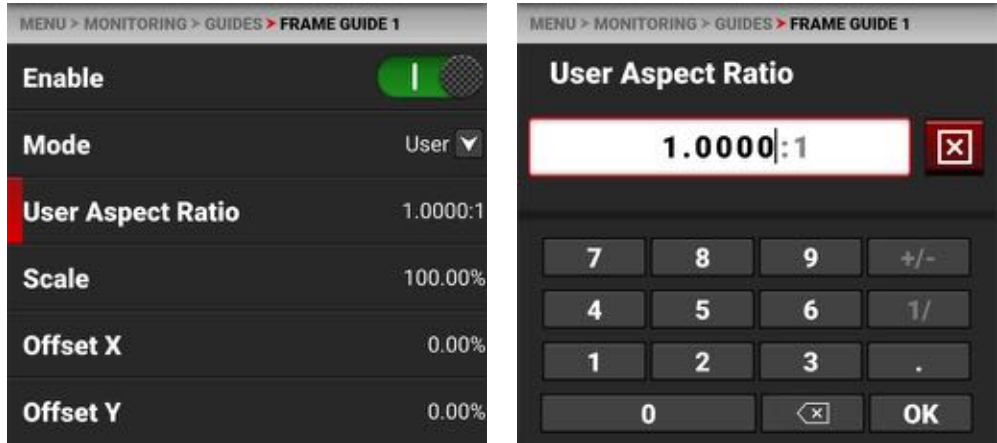 MENU > MONITORING > GUIDES > FRAME GUIDE 1
Enable
Mode User
User Aspect Ratio 1.0000:1
Scale 100.00%
Offset X 0.00%
Offset Y 0.00%
MENU > MONITORING > GUIDES > FRAME GUIDE 1
User Aspect Ratio
1.0000:1
7 8 9 +/-
4 5 6 1/
1 2 3 .
0 OK